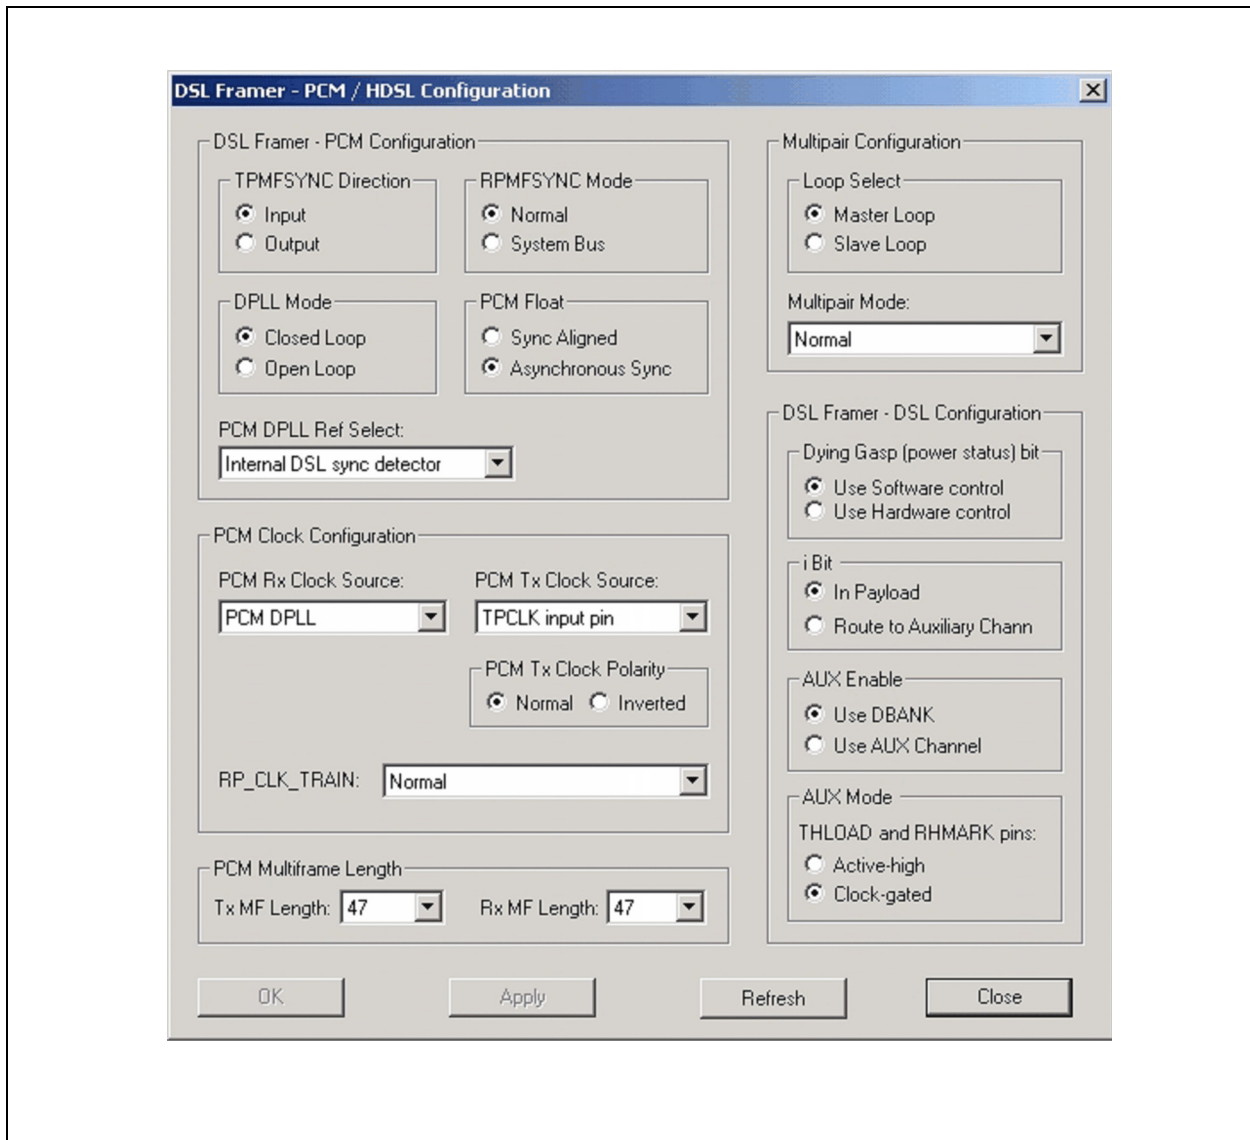 DSL Framer - PCM / HDSL Configuration
DSL Framer - PCM Configuration
TPMFSYNC Direction
Input
Output
RPMFSYNC Mode
Normal
System Bus
DPLL Mode
Closed Loop
Open Loop
PCM Float
Sync Aligned
Asynchronous Sync
PCM DPLL Ref Select:
Internal DSL sync detector
PCM Clock Configuration
PCM Rx Clock Source:
PCM DPLL
PCM Tx Clock Source:
TPCLK input pin
PCM Tx Clock Polarity
Normal Inverted
RP_CLK_TRAIN: Normal
PCM Multiframe Length
Tx MF Length: 47 Rx MF Length: 47
Multipair Configuration
Loop Select
Master Loop
Slave Loop
Multipair Mode:
Normal
DSL Framer - DSL Configuration
Dying Gasp (power status) bit
Use Software control
Use Hardware control
i Bit
In Payload
Route to Auxiliary Chann
AUX Enable
Use DBANK
Use AUX Channel
AUX Mode
THLOAD and RHMARK pins:
Active-high
Clock-gated
OK Apply Refresh Close